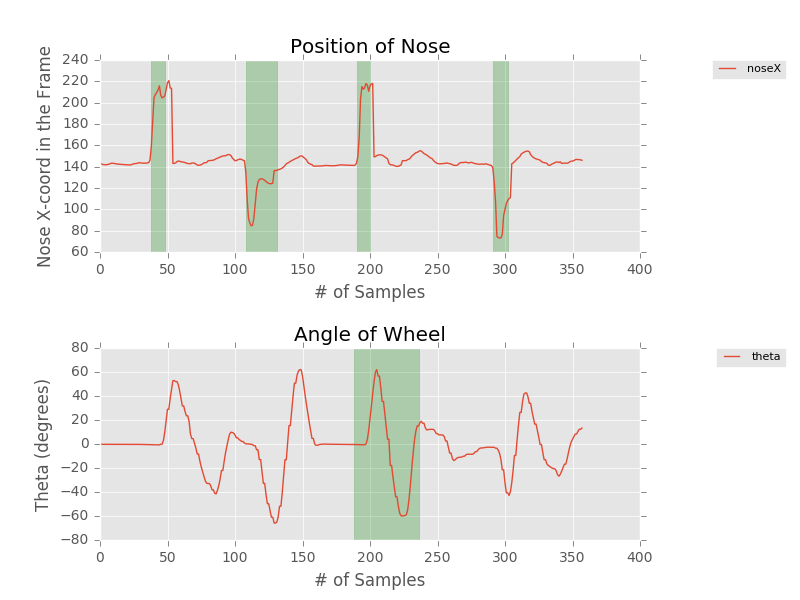 Position of Nose
240
220
200
180
160
140
120
100
80
60
Nose X-coord in the Frame
0 50 100 150 200 250 300 350 400
# of Samples
noseX
Angle of Wheel
80
60
40
20
0
−20
−40
−60
−80
Theta (degrees)
0 50 100 150 200 250 300 350 400
# of Samples
theta